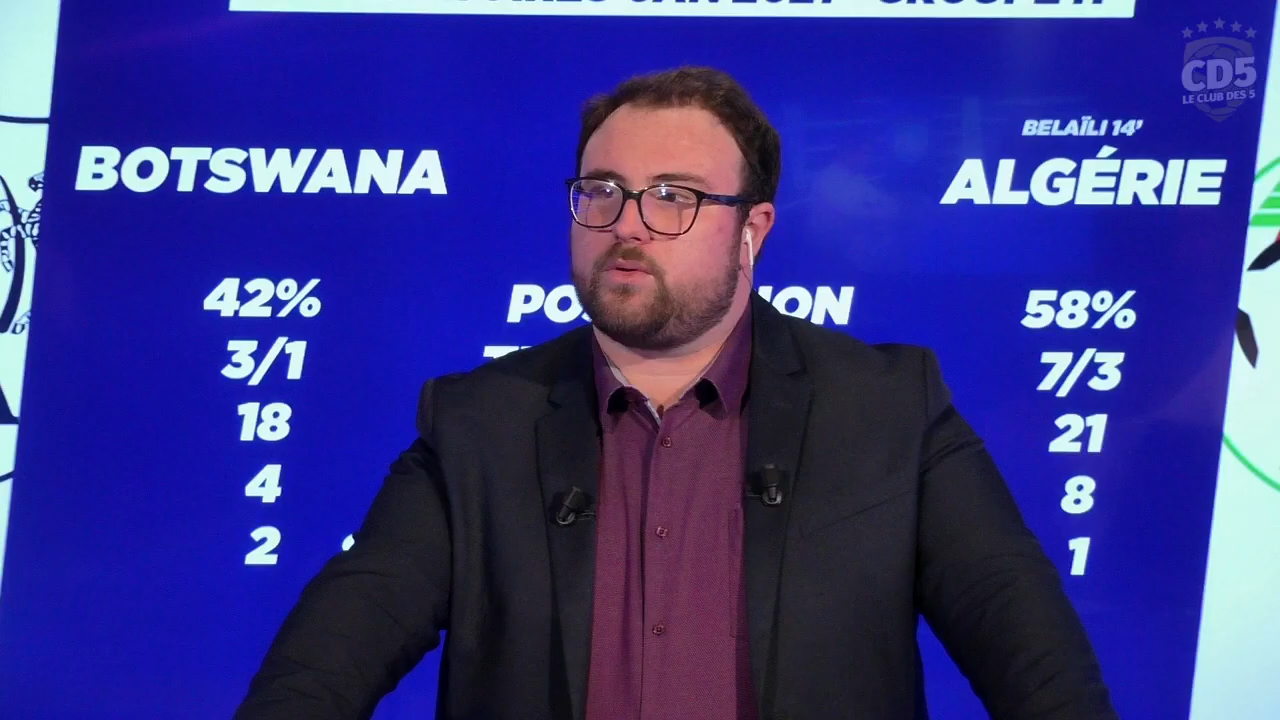 CD5
LE CLUB DES 5
BELAÏLI 14'
BOTSWANA
ALGÉRIE
42%
58%
3/1
7/3
18
21
4
8
2
1